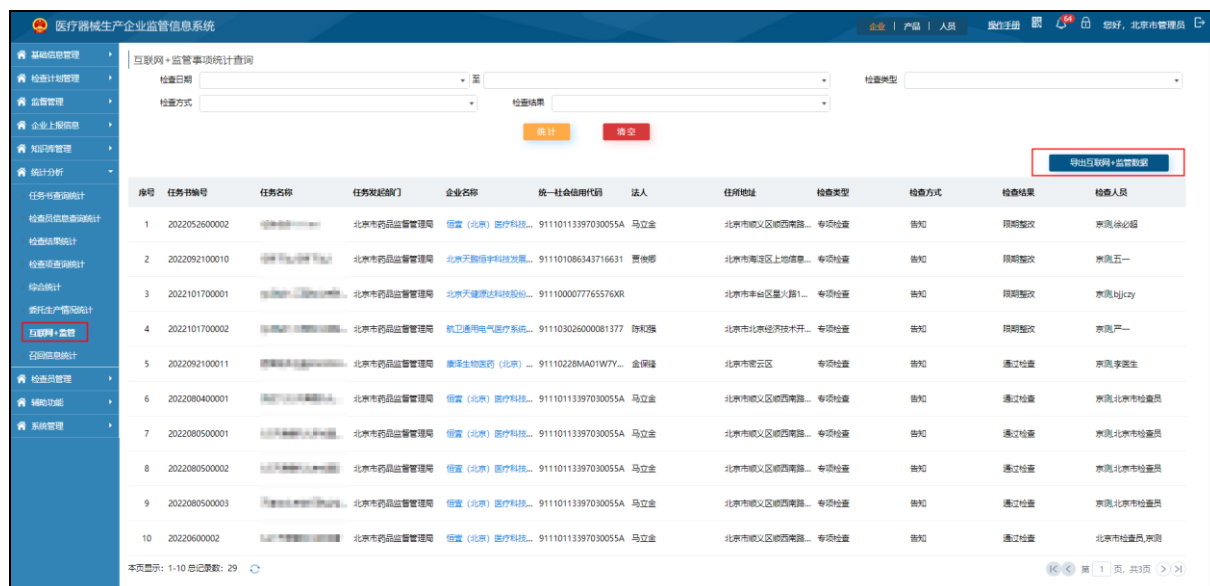 医疗器械生产企业监管信息系统
企业 | 产品 | 人员 操作手册 64 您好，北京市管理员
基础信息管理
检查计划管理
监督管理
企业上报信息
知识库管理
统计分析
任务书查询统计
检查员信息查询统计
检查结果统计
检查项查询统计
综合统计
委托生产情况统计
互联网+监管
召回信息统计
检查员管理
辅助功能
系统管理
互联网+监管事项统计查询
检查日期 至 检查类型
检查方式 检查结果
统计 清空
导出互联网+监管数据
序号 任务书编号 任务名称 任务发起部门 企业名称 统一社会信用代码 法人 住所地址 检查类型 检查方式 检查结果 检查人员
1 2022052600002 北京市药品监督管理局 恒宜（北京）医疗科技... 91110113397030055A 马立金 北京市顺义区顺西南路... 专项检查 告知 限期整改 京测,徐必超
2 2022092100010 北京市药品监督管理局 北京天鹏恒宇科技发展... 911101086343716631 贾俊卿 北京市海淀区上地信息... 专项检查 告知 限期整改 京测,五一
3 2022101700001 北京市药品监督管理局 北京天健源达科技股份... 9111000077765576XR 北京市丰台区星火路1... 专项检查 告知 限期整改 京测,bjjczy
4 2022101700002 北京市药品监督管理局 航卫通用电气医疗系统... 911103026000081377 陈和强 北京市北京经济技术开... 专项检查 告知 限期整改 京测,严一
5 2022092100011 北京市药品监督管理局 康泽生物医药（北京）... 91110228MA01W7Y... 金保锋 北京市密云区 专项检查 告知 通过检查 京测,李医生
6 2022080400001 北京市药品监督管理局 恒宜（北京）医疗科技... 91110113397030055A 马立金 北京市顺义区顺西南路... 专项检查 告知 通过检查 京测,北京市检查员
7 2022080500001 北京市药品监督管理局 恒宜（北京）医疗科技... 91110113397030055A 马立金 北京市顺义区顺西南路... 专项检查 告知 通过检查 京测,北京市检查员
8 2022080500002 北京市药品监督管理局 恒宜（北京）医疗科技... 91110113397030055A 马立金 北京市顺义区顺西南路... 专项检查 告知 通过检查 京测,北京市检查员
9 2022080500003 北京市药品监督管理局 恒宜（北京）医疗科技... 91110113397030055A 马立金 北京市顺义区顺西南路... 专项检查 告知 通过检查 京测,北京市检查员
10 20220600002 北京市药品监督管理局 恒宜（北京）医疗科技... 91110113397030055A 马立金 北京市顺义区顺西南路... 专项检查 告知 通过检查 北京市检查员,京测
本页显示：1-10 总记录数：29 第 1 页, 共3页